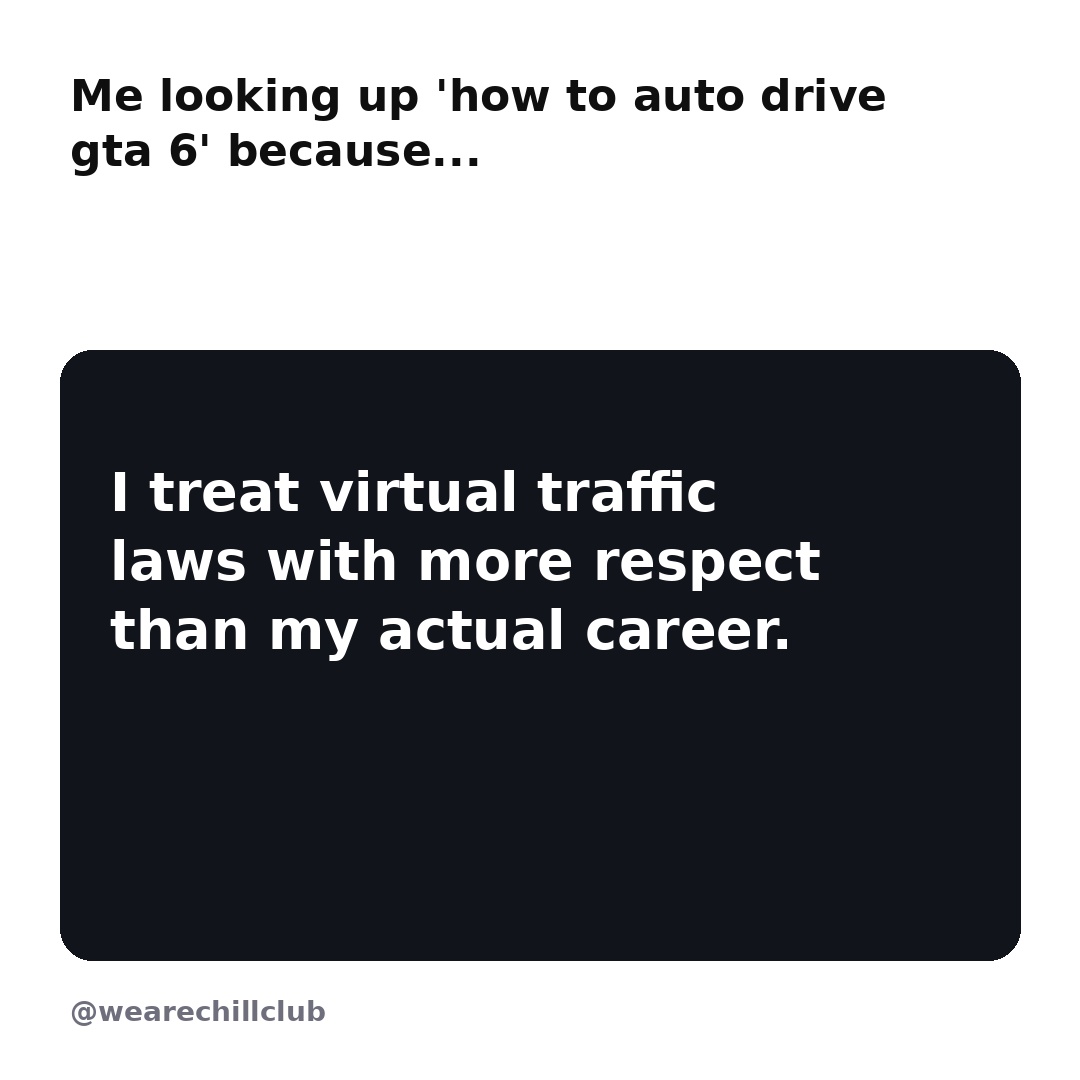 Me looking up 'how to auto drive
gta 6' because...
I treat virtual traffic
laws with more respect
than my actual career.
@wearechillclub